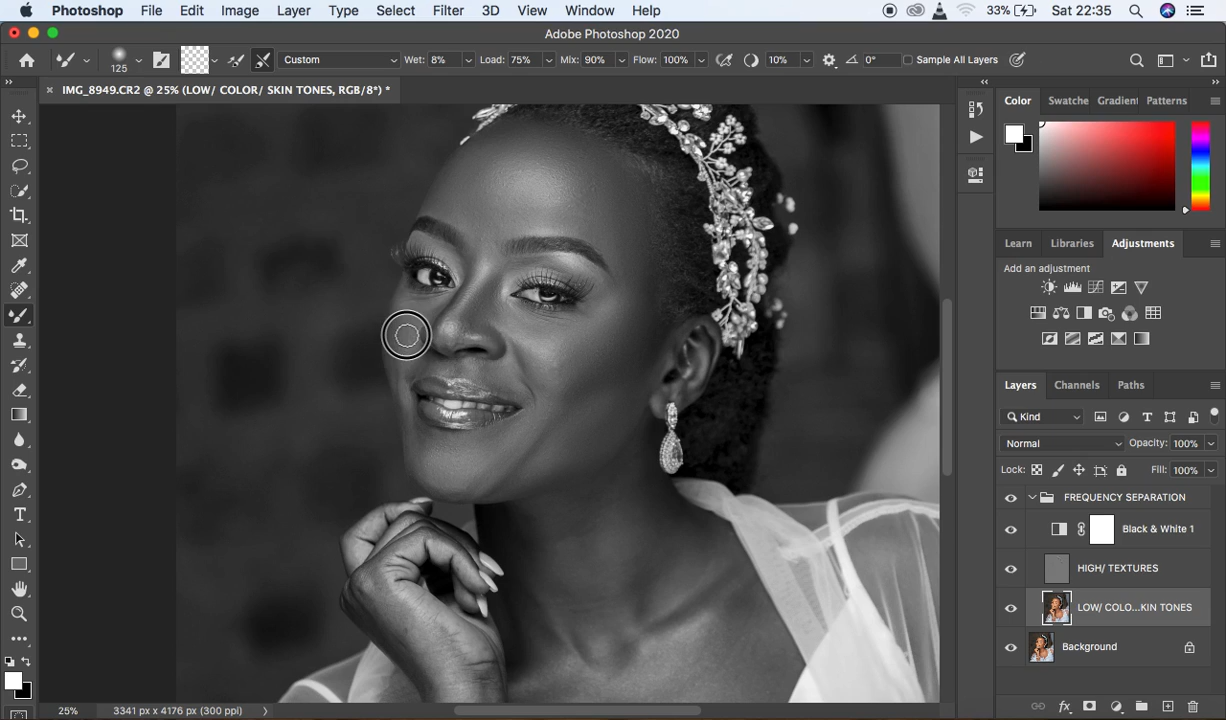 Photoshop File Edit Image Layer Type Select Filter 3D View Window Help 33% Sat 22:35
Adobe Photoshop 2020
125 Custom Wet: 8% Load: 75% Mix: 90% Flow: 100% 10% 0° Sample All Layers
IMG_8949.CR2 @ 25% (LOW/ COLOR/ SKIN TONES, RGB/8*) *
Color Swatche Gradient Patterns
Learn Libraries Adjustments
Add an adjustment
Layers Channels Paths
Kind
Normal Opacity: 100%
Lock: Fill: 100%
FREQUENCY SEPARATION
Black & White 1
HIGH/ TEXTURES
LOW/ COLO...KIN TONES
Background
25% 3341 px x 4176 px (300 ppi)